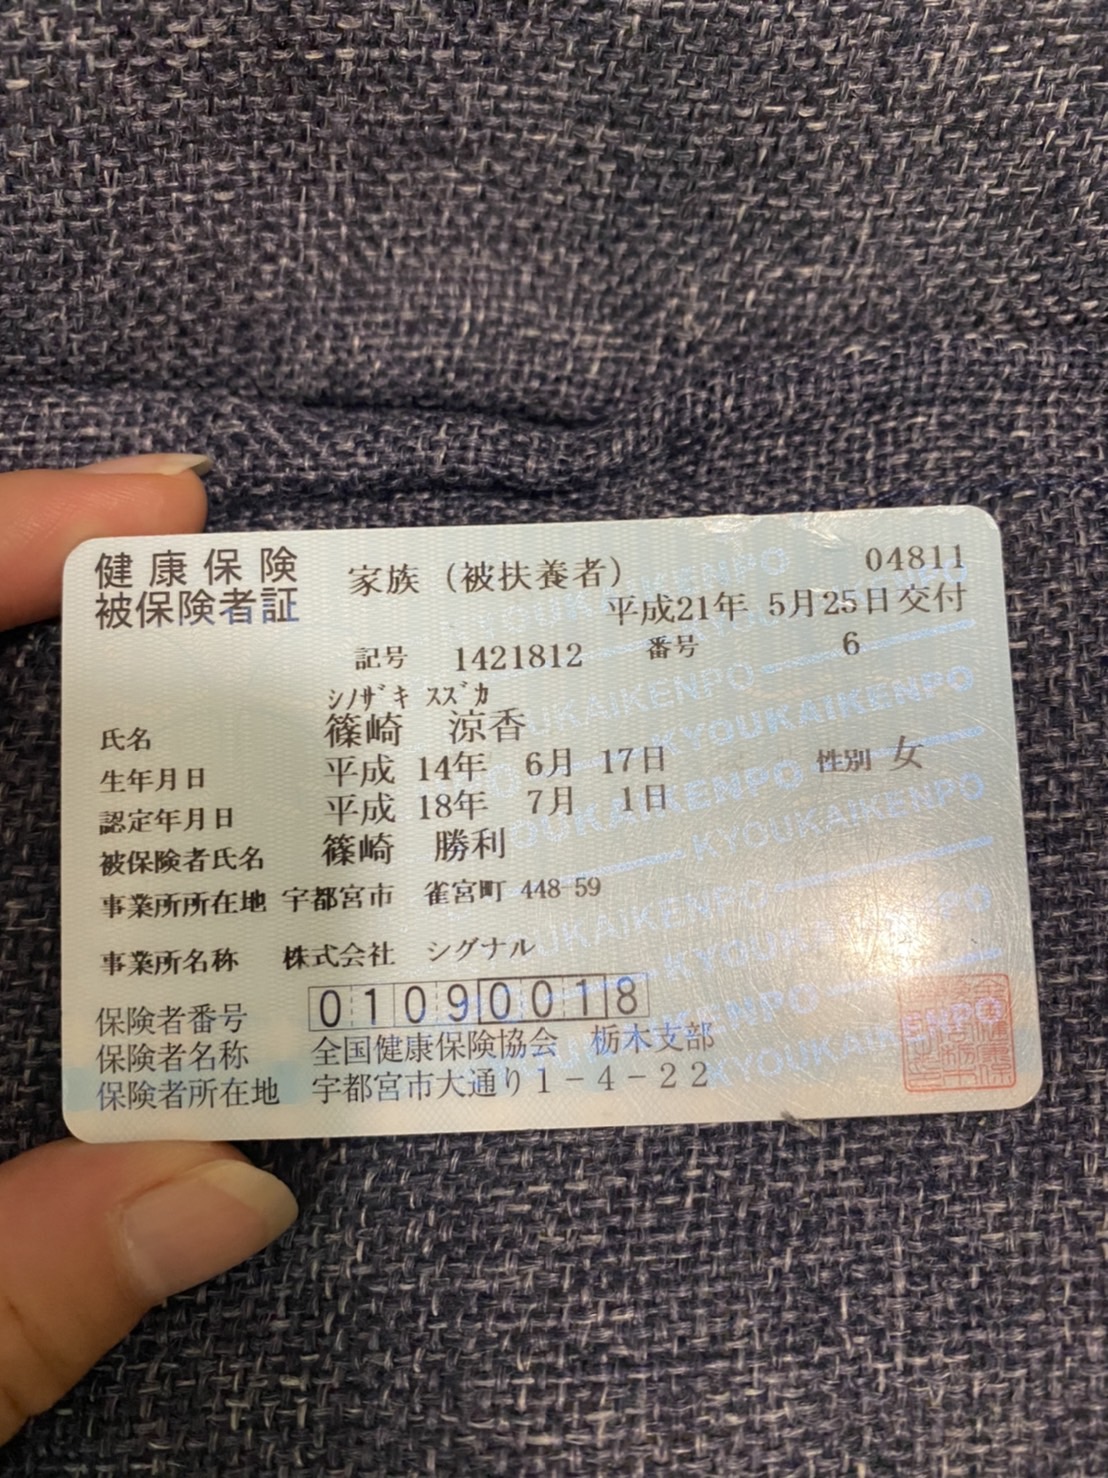 健康保険 家族（被扶養者） 04811
被保険者証 平成21年 5月25日交付
記号 1421812 番号 6
ｼﾉｻﾞｷ ｽｽﾞｶ
氏名 篠崎 涼香
生年月日 平成 14年 6月 17日 性別 女
認定年月日 平成 18年 7月 1日
被保険者氏名 篠崎 勝利
事業所所在地 宇都宮市 雀宮町 448-59
事業所名称 株式会社 シグナル
保険者番号 01090018
保険者名称 全国健康保険協会 栃木支部
保険者所在地 宇都宮市大通り1－4－22
KYOUKAIKENPO